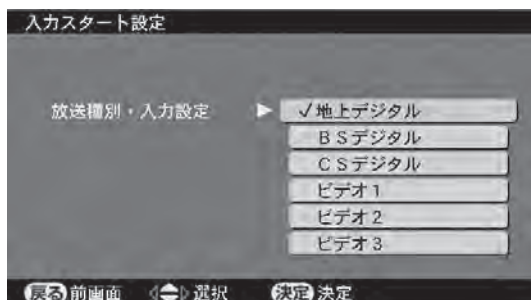 入力スタート設定
放送種別・入力設定 ▶ ✓地上デジタル
BSデジタル
CSデジタル
ビデオ1
ビデオ2
ビデオ3
戻る 前画面 選択 決定 決定